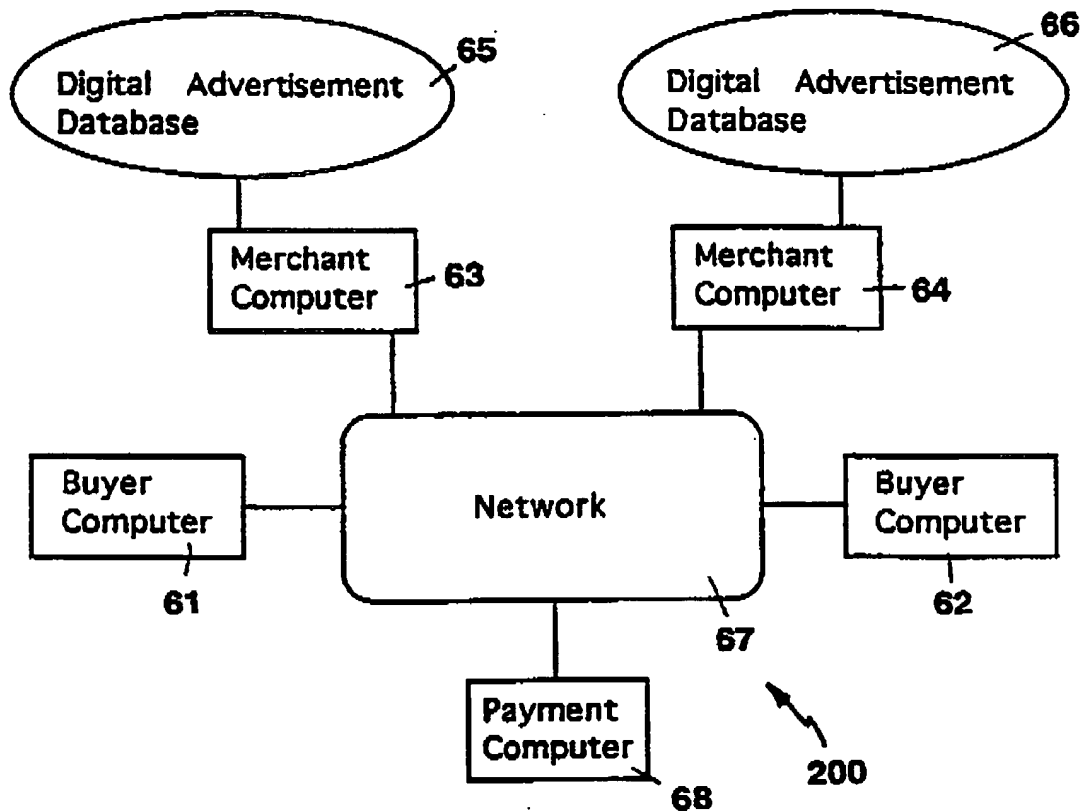 65
Digital Advertisement
Database
66
Digital Advertisement
Database
Merchant
Computer
63
Merchant
Computer
64
Buyer
Computer
61
Network
67
Buyer
Computer
62
Payment
Computer
68
200